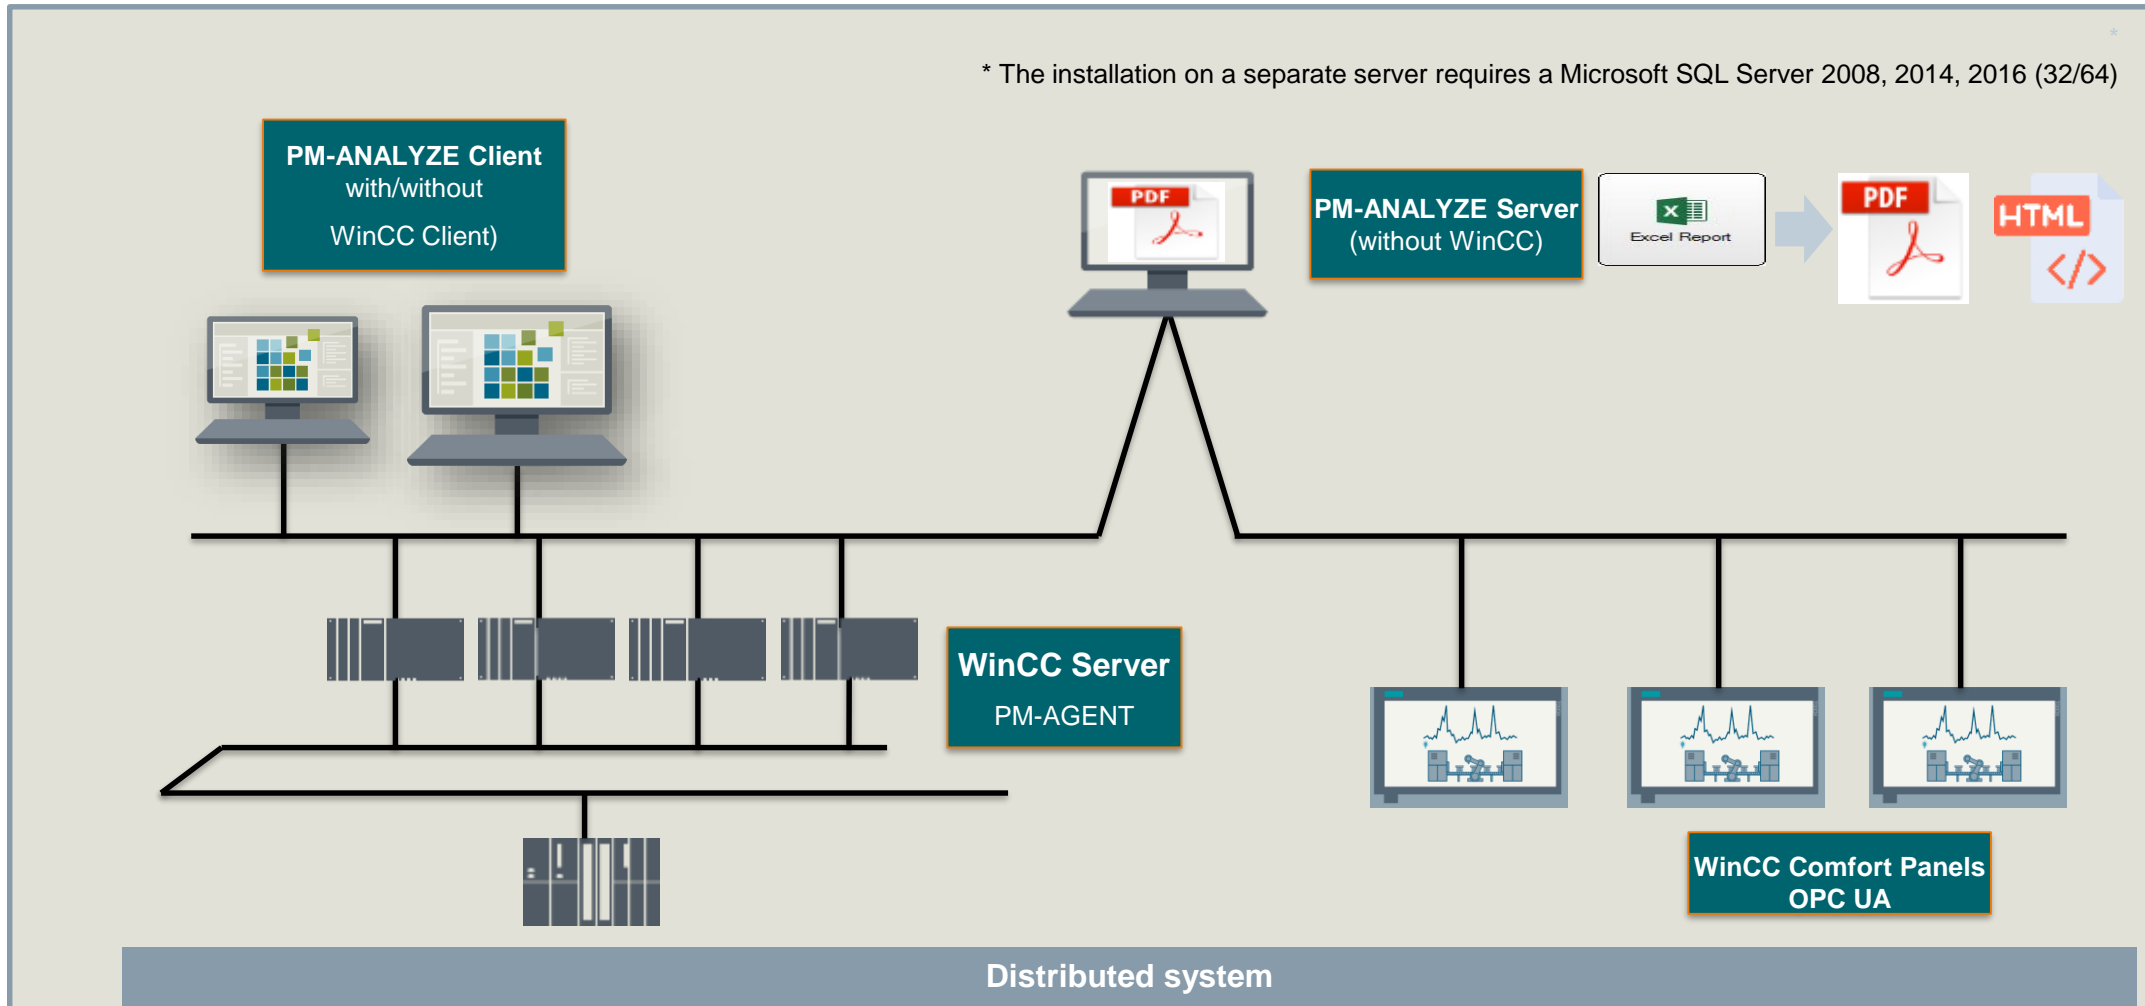 *
* The installation on a separate server requires a Microsoft SQL Server 2008, 2014, 2016 (32/64)
PM-ANALYZE Client
with/without
WinCC Client)
PDF
PM-ANALYZE Server
(without WinCC)
Excel Report
PDF
HTML
</>
WinCC Server
PM-AGENT
WinCC Comfort Panels
OPC UA
Distributed system